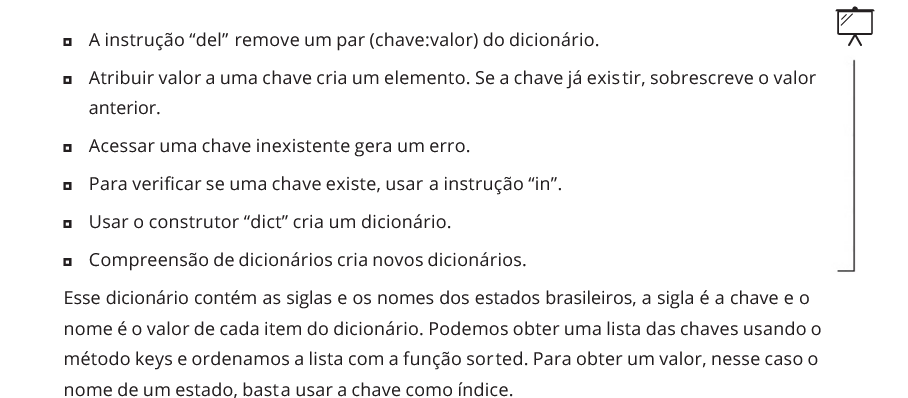 A instrução “del” remove um par (chave:valor) do dicionário.
Atribuir valor a uma chave cria um elemento. Se a chave já existir, sobrescreve o valor
anterior.
Acessar uma chave inexistente gera um erro.
Para verificar se uma chave existe, usar a instrução “in”.
Usar o construtor “dict” cria um dicionário.
Compreensão de dicionários cria novos dicionários.
Esse dicionário contém as siglas e os nomes dos estados brasileiros, a sigla é a chave e o
nome é o valor de cada item do dicionário. Podemos obter uma lista das chaves usando o
método keys e ordenamos a lista com a função sorted. Para obter um valor, nesse caso o
nome de um estado, basta usar a chave como índice.